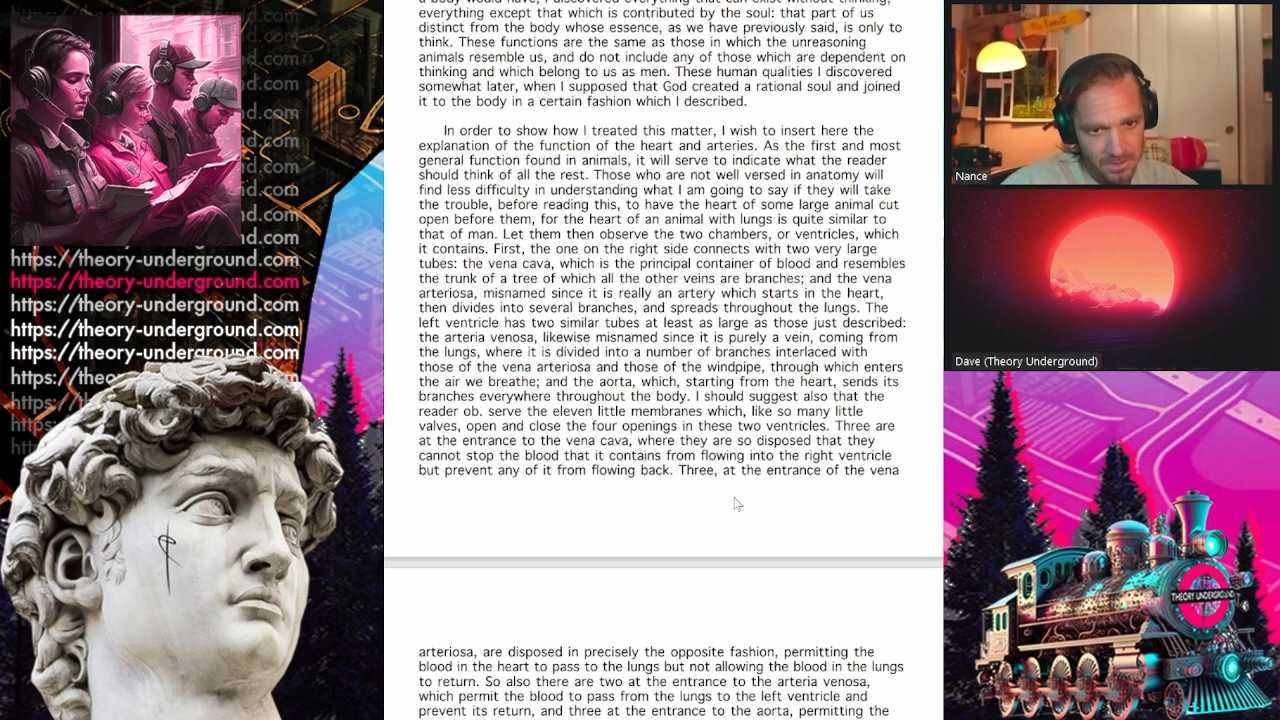 https://theory-underground.com
.com
.com
.com
.com
.com
.com
.com
.com
.com
.com
https://theory-underground.com
https://theory-underground.com
https://theory-underground.com
https://theory-underground.com
https://theory-underground.com
everything except that which is contributed by the soul: that part of us
distinct from the body whose essence, as we have previously said, is only to
think. These functions are the same as those in which the unreasoning
animals resemble us, and do not include any of those which are dependent on
thinking and which belong to us as men. These human qualities I discovered
somewhat later, when I supposed that God created a rational soul and joined
it to the body in a certain fashion which I described.
In order to show how I treated this matter, I wish to insert here the
explanation of the function of the heart and arteries. As the first and most
general function found in animals, it will serve to indicate what the reader
should think of all the rest. Those who are not well versed in anatomy will
find less difficulty in understanding what I am going to say if they will take
the trouble, before reading this, to have the heart of some large animal cut
open before them, for the heart of an animal with lungs is quite similar to
that of man. Let them then observe the two chambers, or ventricles, which
it contains. First, the one on the right side connects with two very large
tubes: the vena cava, which is the principal container of blood and resembles
the trunk of a tree of which all the other veins are branches; and the vena
arteriosa, misnamed since it is really an artery which starts in the heart,
then divides into several branches, and spreads throughout the lungs. The
left ventricle has two similar tubes at least as large as those just described:
the arteria venosa, likewise misnamed since it is purely a vein, coming from
the lungs, where it is divided into a number of branches interlaced with
those of the vena arteriosa and those of the windpipe, through which enters
the air we breathe; and the aorta, which, starting from the heart, sends its
branches everywhere throughout the body. I should suggest also that the
reader ob. serve the eleven little membranes which, like so many little
valves, open and close the four openings in these two ventricles. Three are
at the entrance to the vena cava, where they are so disposed that they
cannot stop the blood that it contains from flowing into the right ventricle
but prevent any of it from flowing back. Three, at the entrance of the vena
arteriosa, are disposed in precisely the opposite fashion, permitting the
blood in the heart to pass to the lungs but not allowing the blood in the lungs
to return. So also there are two at the entrance to the arteria venosa,
which permit the blood to pass from the lungs to the left ventricle and
prevent its return, and three at the entrance to the aorta, permitting the
Nance
Dave (Theory Underground)
THEORY UNDERGROUND